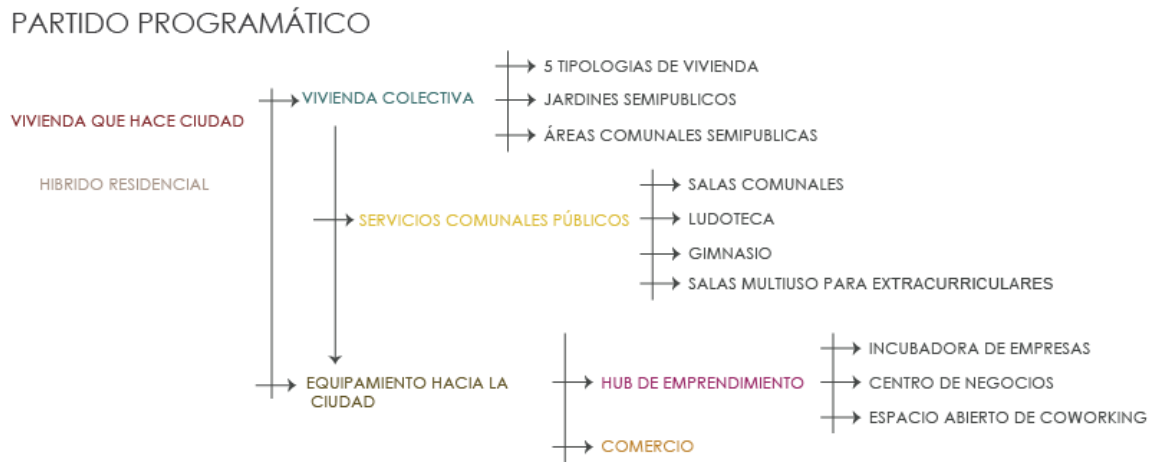 PARTIDO PROGRAMÁTICO
VIVIENDA QUE HACE CIUDAD
HIBRIDO RESIDENCIAL
VIVIENDA COLECTIVA
5 TIPOLOGIAS DE VIVIENDA
JARDINES SEMIPUBLICOS
ÁREAS COMUNALES SEMIPUBLICAS
SERVICIOS COMUNALES PÚBLICOS
SALAS COMUNALES
LUDOTECA
GIMNASIO
SALAS MULTIUSO PARA EXTRACURRICULARES
EQUIPAMIENTO HACIA LA
CIUDAD
HUB DE EMPRENDIMIENTO
INCUBADORA DE EMPRESAS
CENTRO DE NEGOCIOS
ESPACIO ABIERTO DE COWORKING
COMERCIO